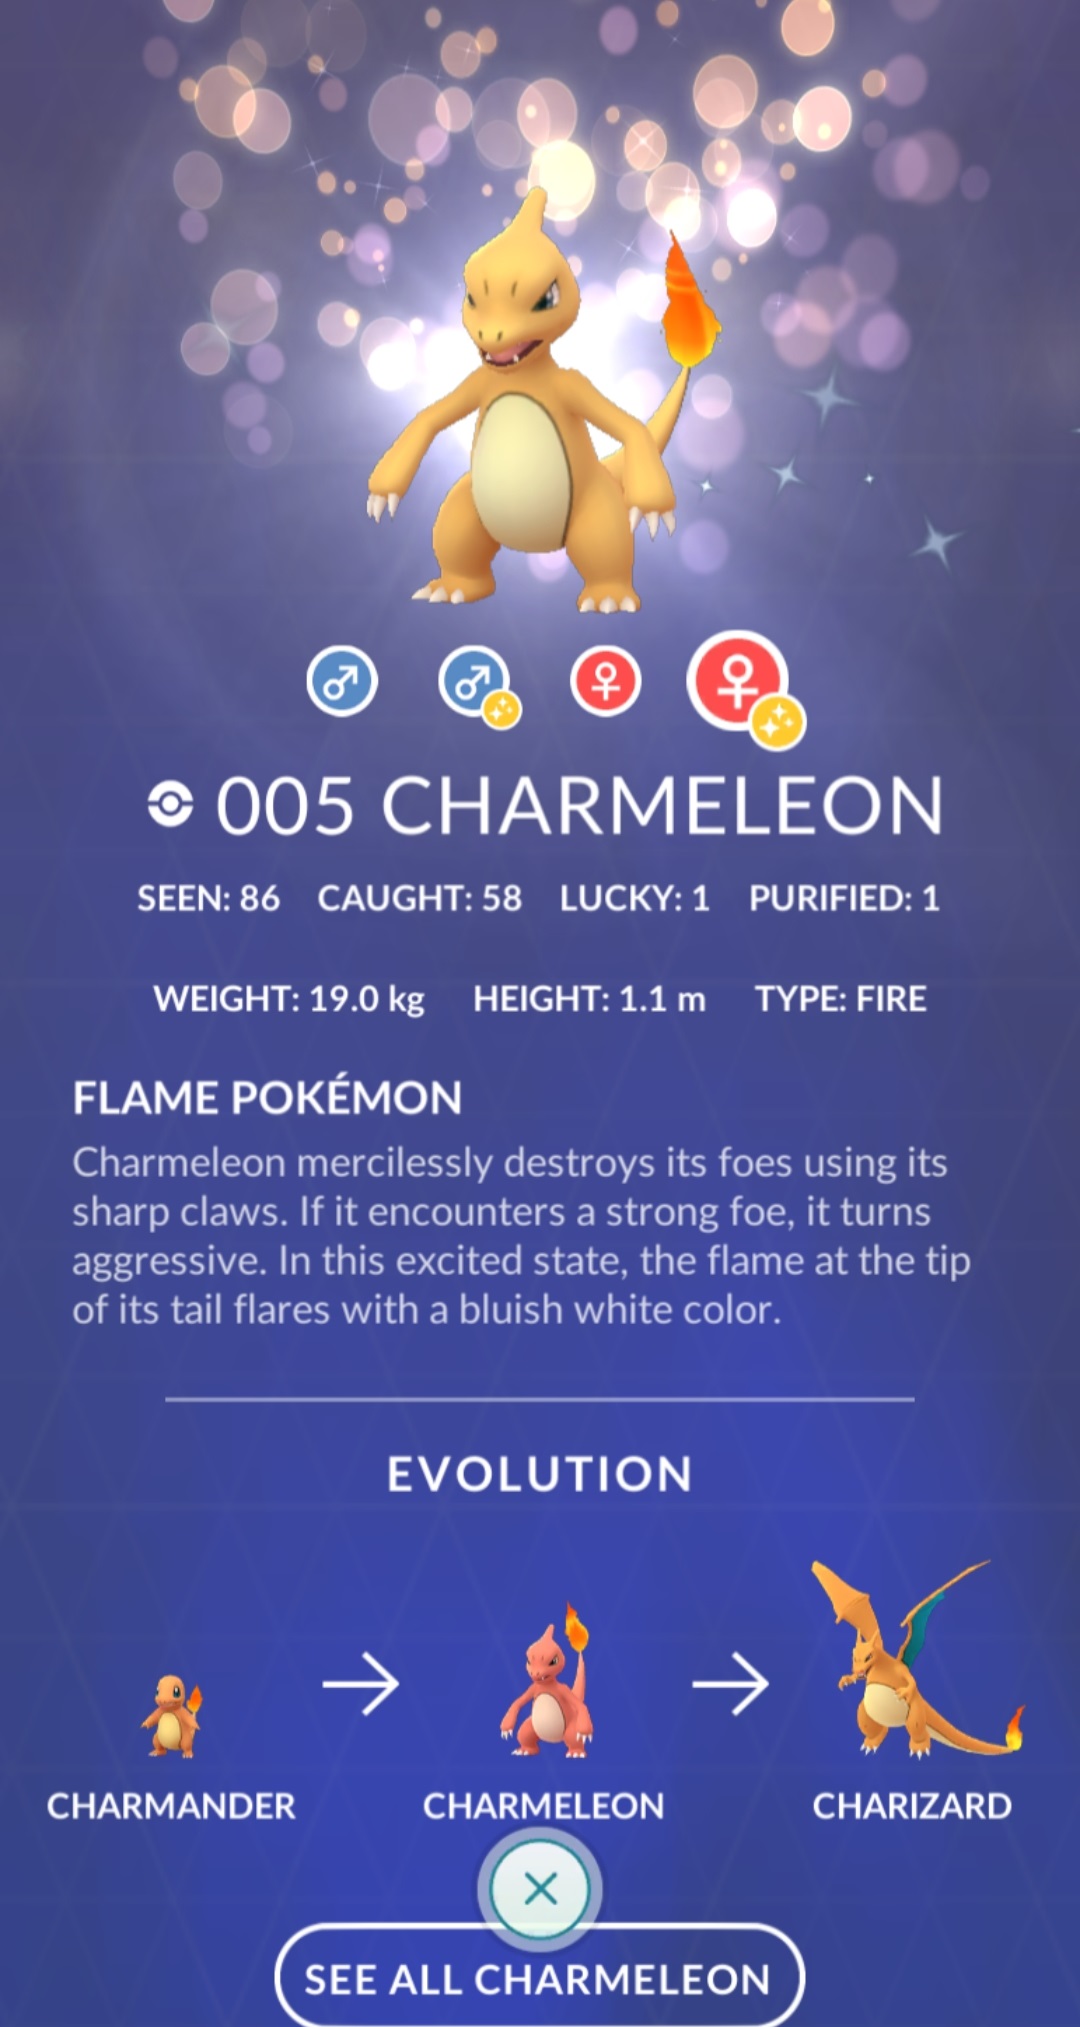 005 CHARMELEON
SEEN: 86 CAUGHT: 58 LUCKY: 1 PURIFIED: 1
WEIGHT: 19.0 kg HEIGHT: 1.1 m TYPE: FIRE
FLAME POKÉMON
Charmeleon mercilessly destroys its foes using its
sharp claws. If it encounters a strong foe, it turns
aggressive. In this excited state, the flame at the tip
of its tail flares with a bluish white color.
EVOLUTION
CHARMANDER CHARMELEON CHARIZARD
SEE ALL CHARMELEON